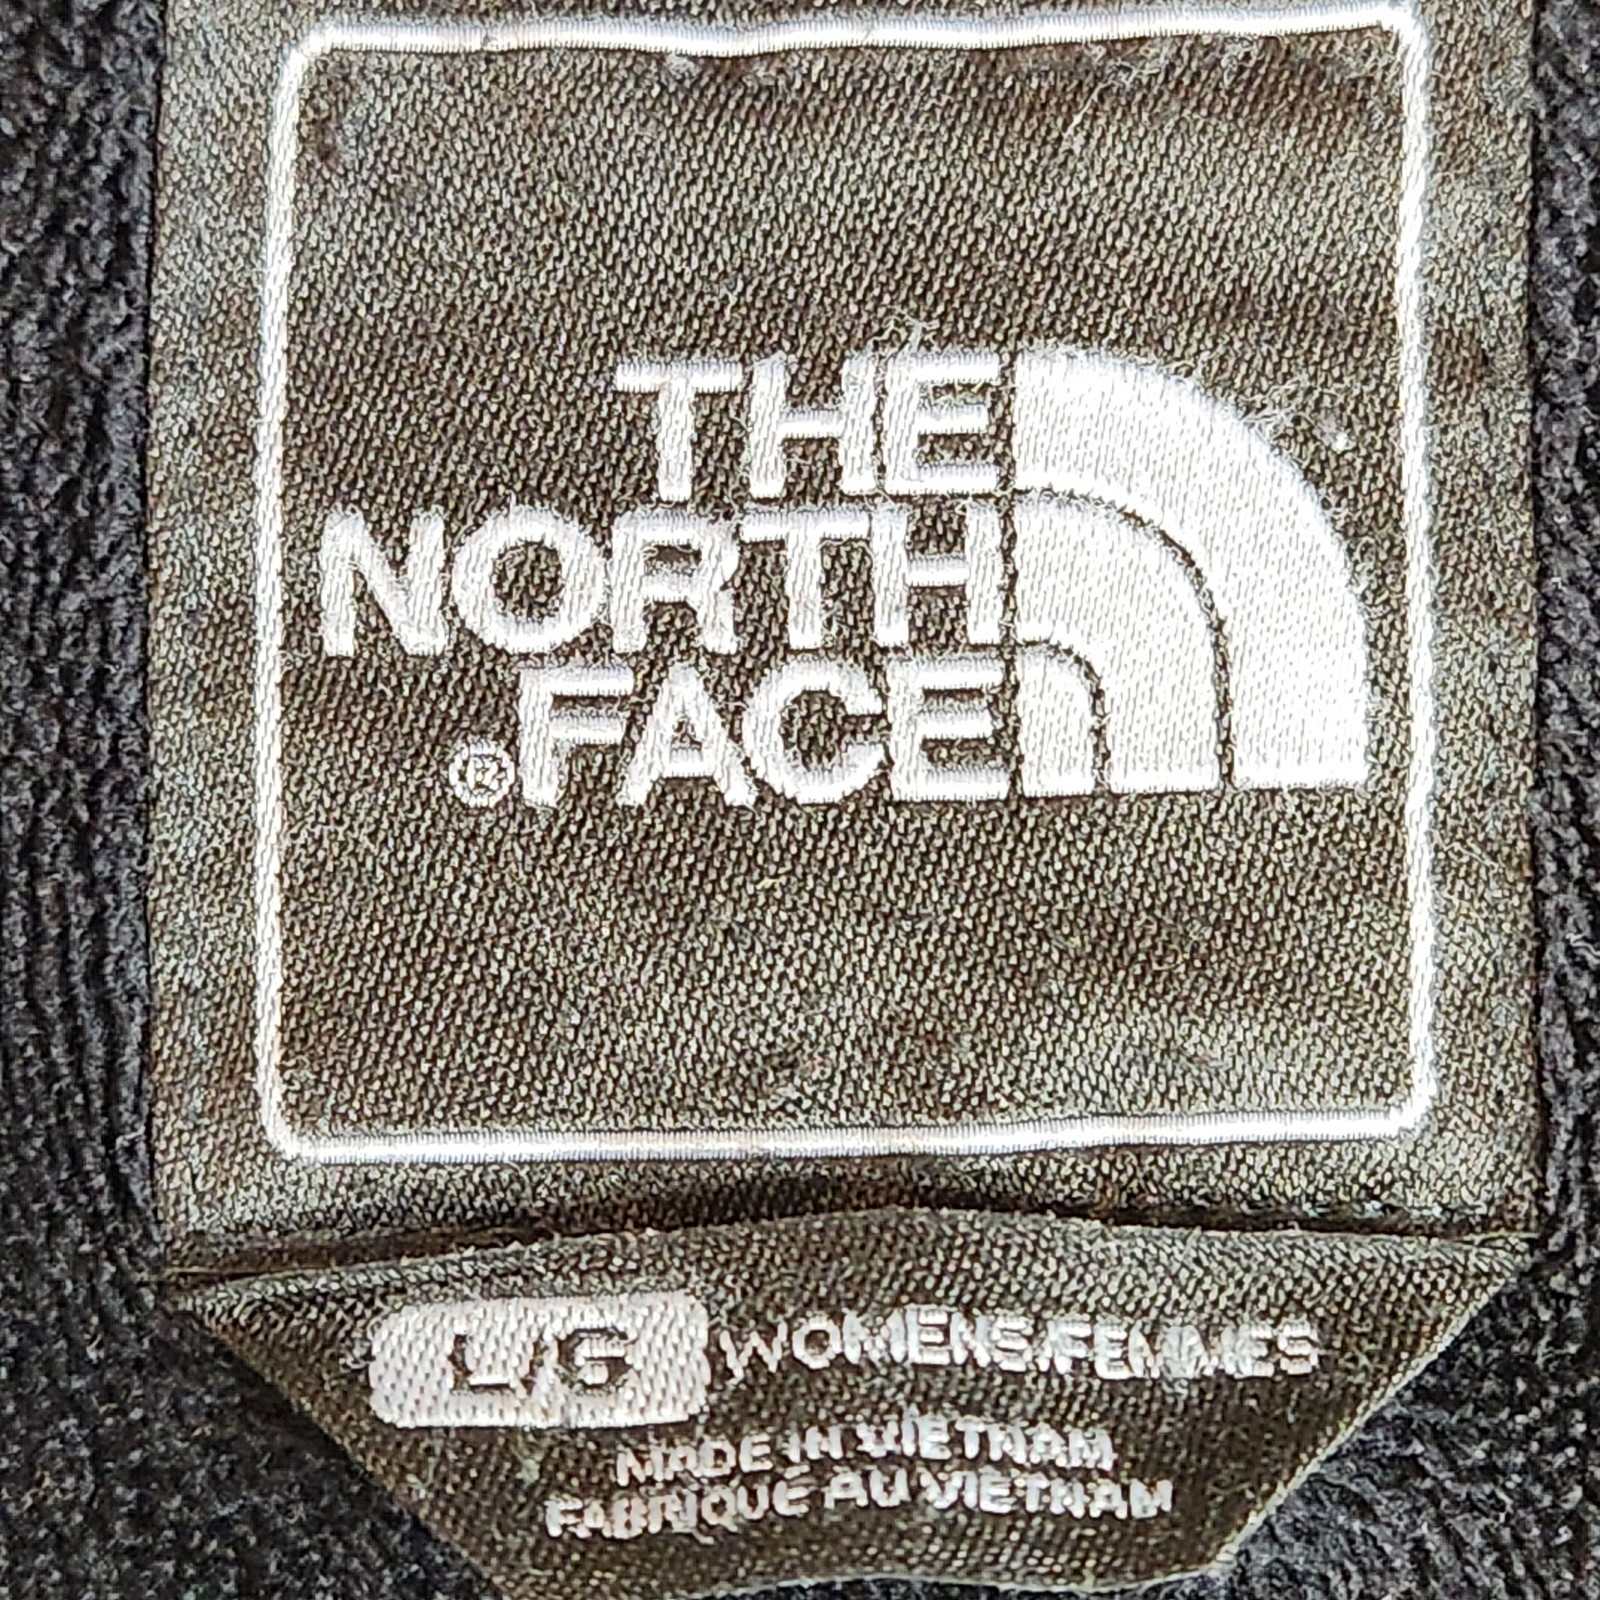 THE
NORTH
®FACE
L/G WOMENS/FEMMES
MADE IN VIETNAM
FABRIQUÉ AU VIETNAM